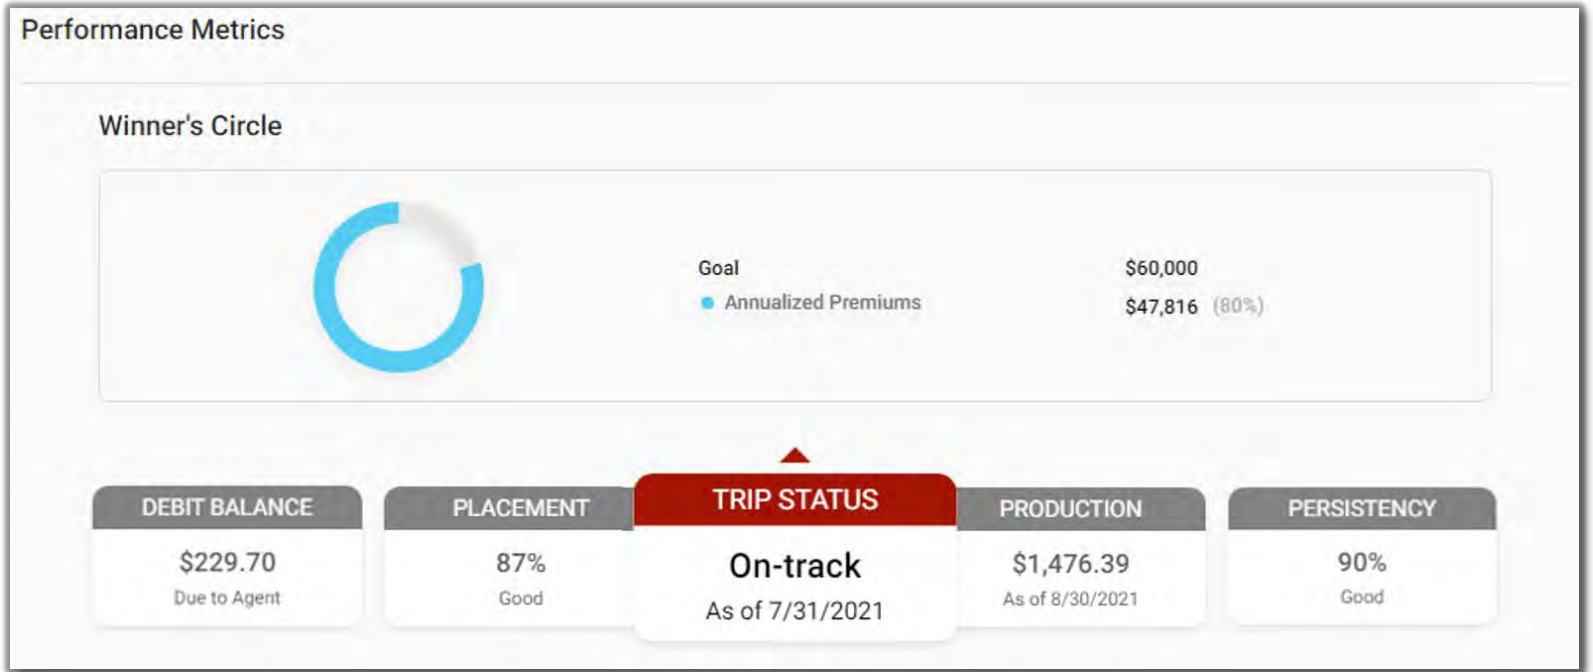 Performance Metrics
Winner's Circle
Goal $60,000
Annualized Premiums $47,816 (80%)
DEBIT BALANCE
$229.70
Due to Agent
PLACEMENT
87%
Good
TRIP STATUS
On-track
As of 7/31/2021
PRODUCTION
$1,476.39
As of 8/30/2021
PERSISTENCY
90%
Good